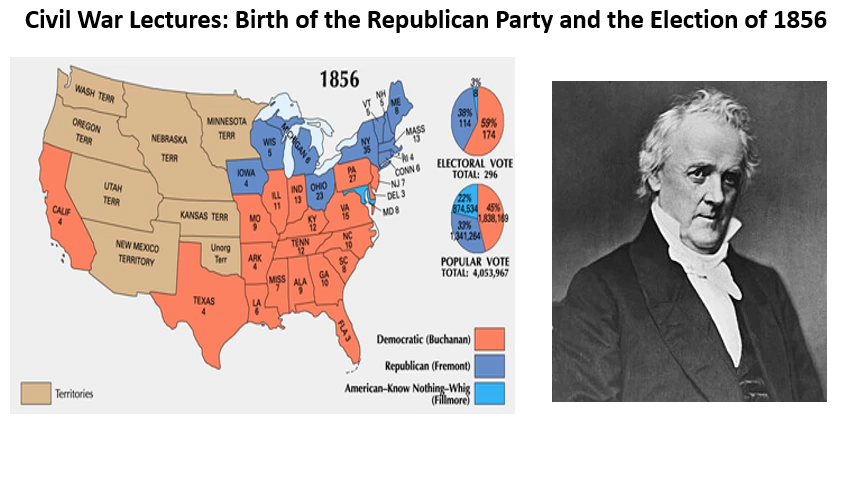 Civil War Lectures: Birth of the Republican Party and the Election of 1856
1856
WASH TERR
OREGON
TERR
CALIF
4
NEBRASKA
TERR
MINNESOTA
TERR
UTAH
TERR
KANSAS TERR
NEW MEXICO
TERRITORY
Unorg
Terr
TEXAS
4
IOWA
4
WIS
5
MICHIGAN 6
ILL
11
IND
13
OHIO
23
MO
9
KY
12
TENN
12
ARK
4
LA
6
MISS
7
ALA
9
GA
10
FLA 3
SC
8
NC
10
VA
15
PA
27
NY
35
VT
5
NH
5
ME
8
MASS
13
RI 4
CONN 6
NJ 7
DEL 3
MD 8
3%
8
38%
114
59%
174
ELECTORAL VOTE
TOTAL: 296
22%
874,534
45%
1,838,169
33%
1,341,264
POPULAR VOTE
TOTAL: 4,053,967
Democratic (Buchanan)
Republican (Fremont)
American–Know Nothing–Whig
(Fillmore)
Territories